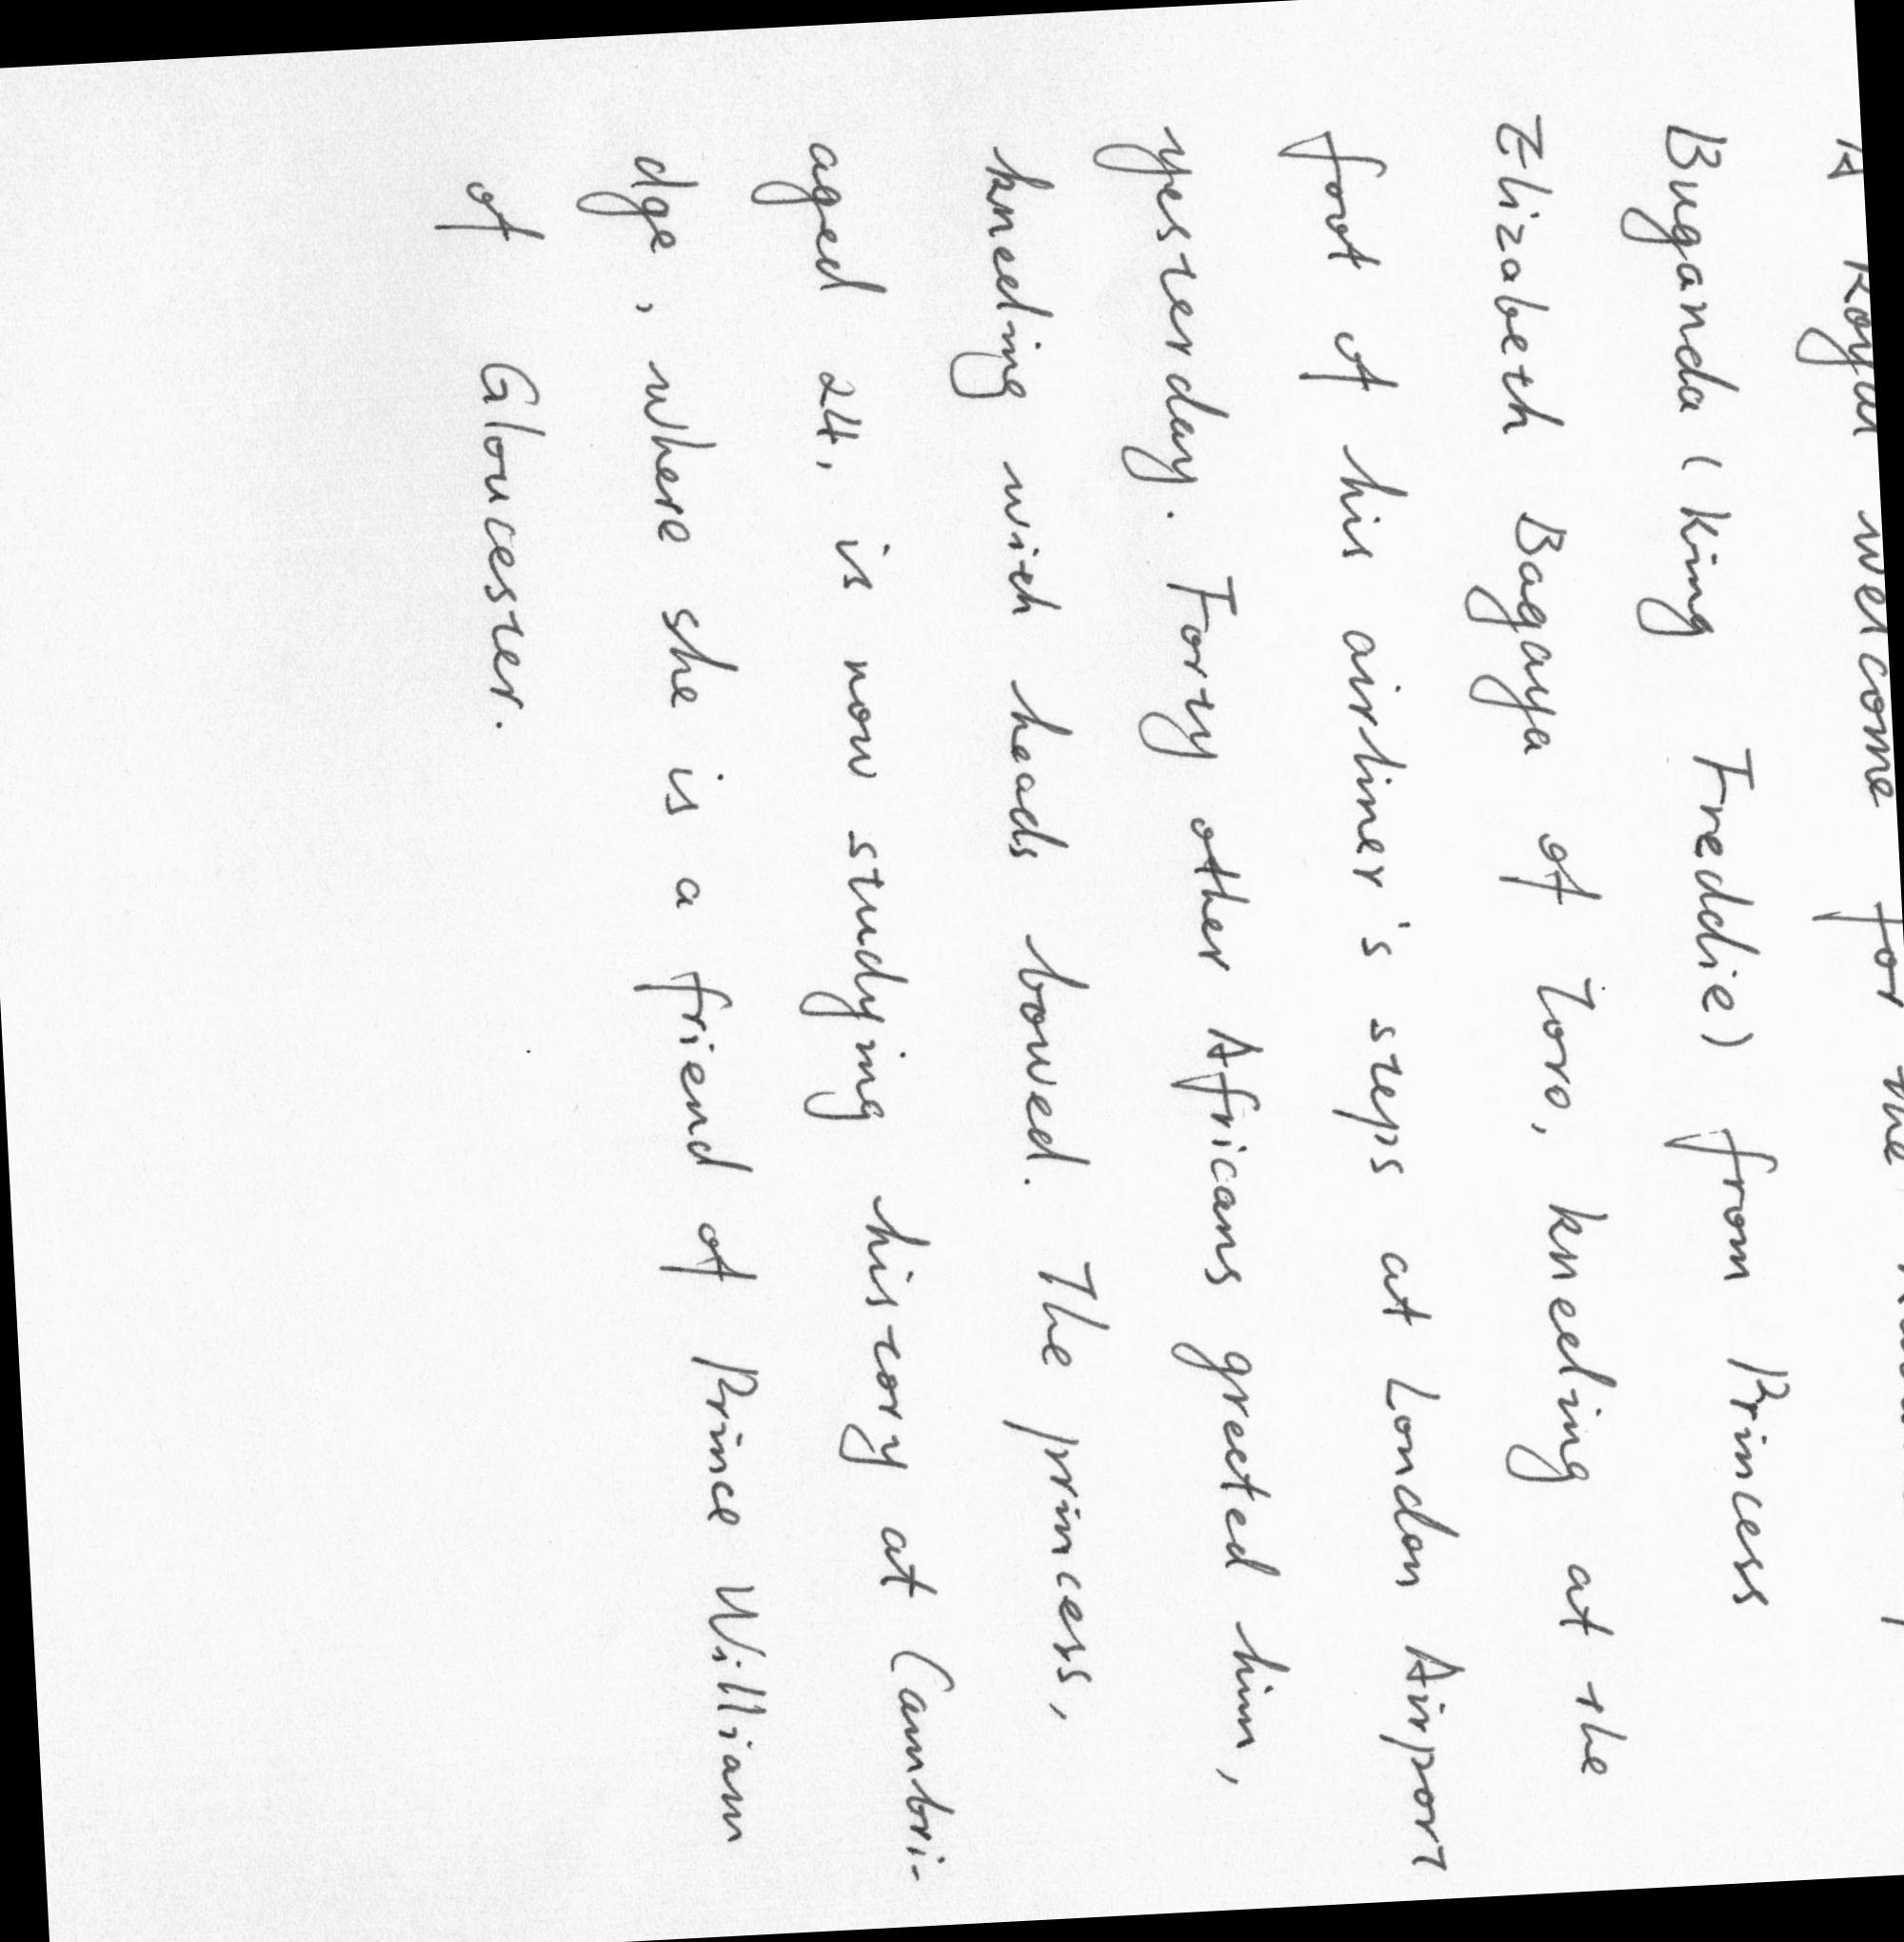 A Royal welcome for the
Buganda (King Freddie) from Princess
Elizabeth Bagaya of Toro, kneeling at the
foot of his airliner's steps at London Airport
yesterday. Forty other Africans greeted him,
kneeling with heads bowed. The princess,
aged 24, is now studying history at Cambri-
dge, where she is a friend of Prince William
of Gloucester.